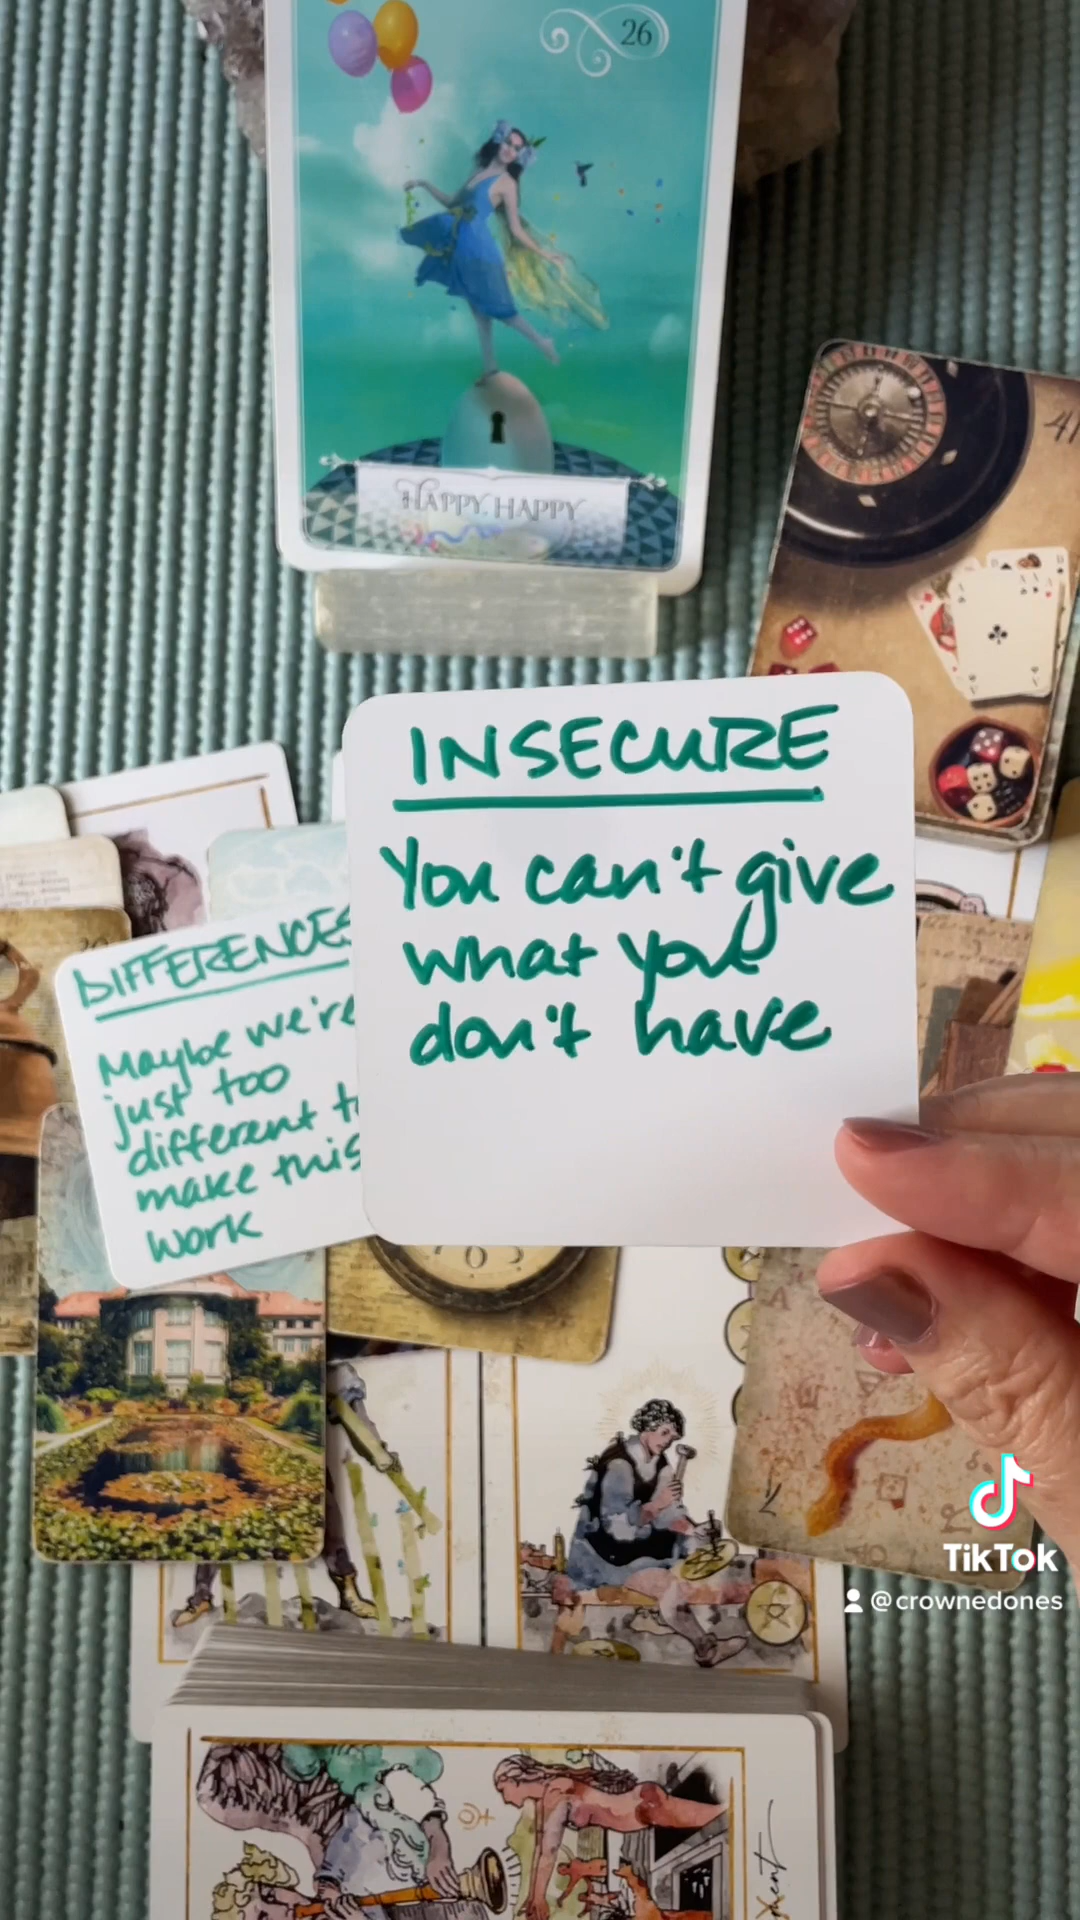 26
HAPPY, HAPPY
INSECURE
You can't give
what you
don't have
DIFFERENCES
Maybe we're
just too
different to
make this
work
TikTok
@crownedones